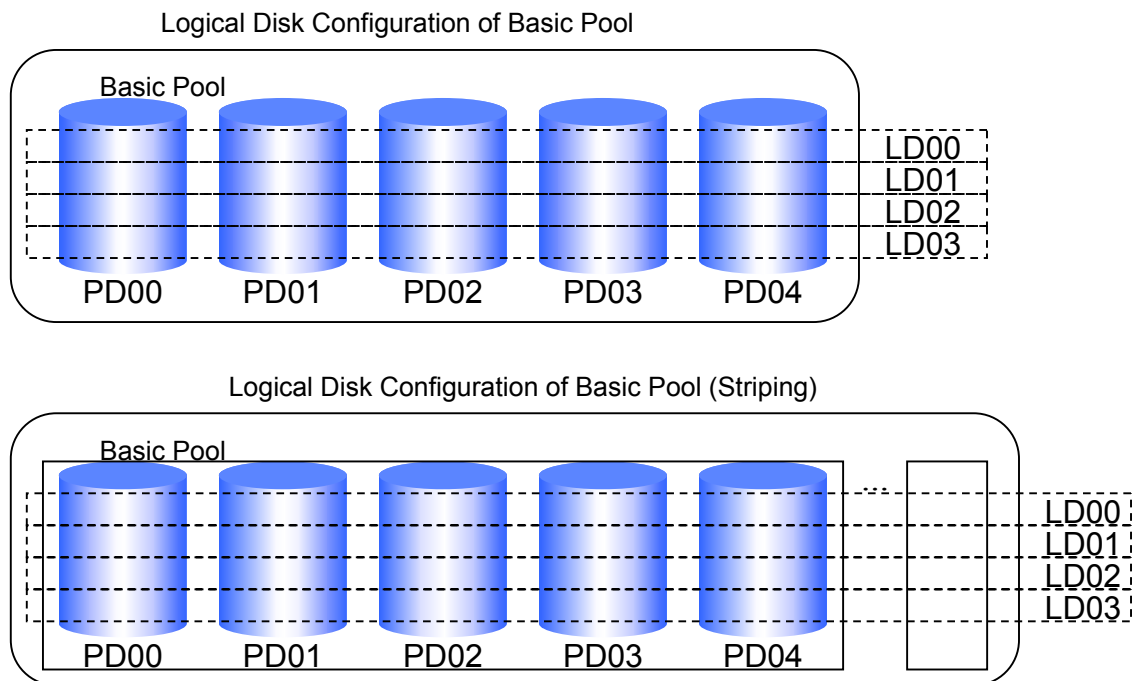 Logical Disk Configuration of Basic Pool
Basic Pool
LD00
LD01
LD02
LD03
PD00 PD01 PD02 PD03 PD04
Logical Disk Configuration of Basic Pool (Striping)
Basic Pool
...
LD00
LD01
LD02
LD03
PD00 PD01 PD02 PD03 PD04